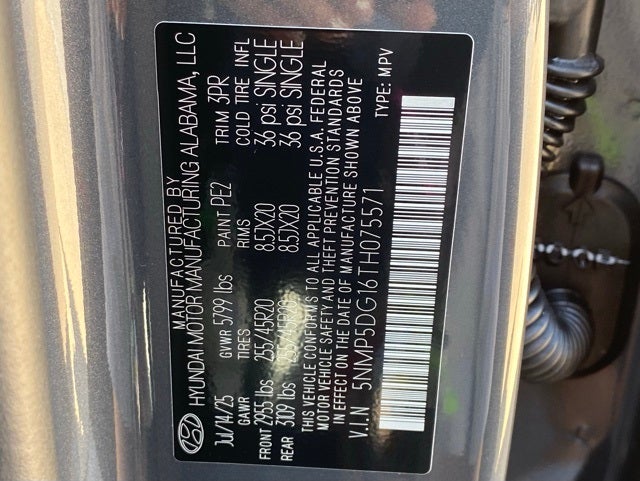 MANUFACTURED BY
HYUNDAI MOTOR MANUFACTURING ALABAMA, LLC
Jul/14/25 GVWR 5799 lbs PAINT PE2 TRIM 3PR
GAWR TIRES RIMS COLD TIRE INFL
FRONT 2955 lbs 255/45R20 8.5JX20 36 psi SINGLE
REAR 3109 lbs 255/45R20 8.5JX20 36 psi SINGLE
THIS VEHICLE CONFORMS TO ALL APPLICABLE U.S.A. FEDERAL
MOTOR VEHICLE SAFETY AND THEFT PREVENTION STANDARDS
IN EFFECT ON THE DATE OF MANUFACTURE SHOWN ABOVE
V.I.N 5NMP5DG16TH075571 TYPE: MPV